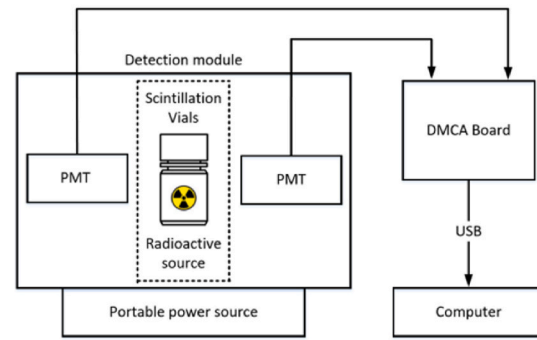 Detection module
Scintillation
Vials
PMT
PMT
Radioactive
source
Portable power source
DMCA Board
USB
Computer